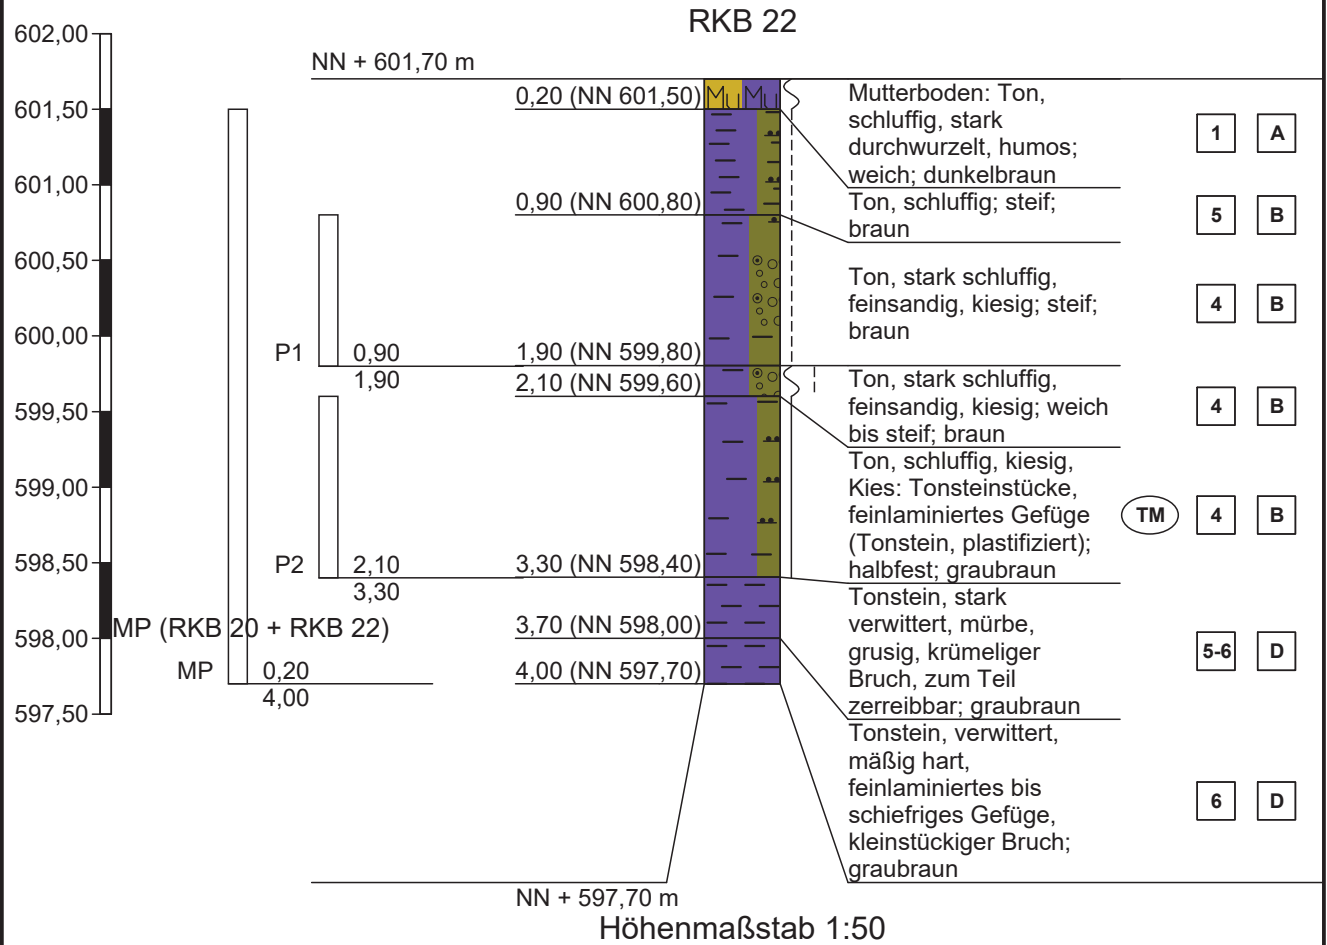 RKB 22
602,00
601,50
601,00
600,50
600,00
599,50
599,00
598,50
598,00
597,50
NN + 601,70 m
0,20 (NN 601,50)
0,90 (NN 600,80)
1,90 (NN 599,80)
2,10 (NN 599,60)
3,30 (NN 598,40)
3,70 (NN 598,00)
4,00 (NN 597,70)
P1
0,90
1,90
P2
2,10
3,30
MP (RKB 20 + RKB 22)
MP
0,20
4,00
Mu Mu
Mutterboden: Ton,
schluffig, stark
durchwurzelt, humos;
weich; dunkelbraun
1 A
Ton, schluffig; steif;
braun
5 B
Ton, stark schluffig,
feinsandig, kiesig; steif;
braun
4 B
Ton, stark schluffig,
feinsandig, kiesig; weich
bis steif; braun
4 B
Ton, schluffig, kiesig,
Kies: Tonsteinstücke,
feinlaminiertes Gefüge
(Tonstein, plastifiziert);
halbfest; graubraun
TM 4 B
Tonstein, stark
verwittert, mürbe,
grusig, krümeliger
Bruch, zum Teil
zerreibbar; graubraun
5-6 D
Tonstein, verwittert,
mäßig hart,
feinlaminiertes bis
schiefriges Gefüge,
kleinstückiger Bruch;
graubraun
6 D
NN + 597,70 m
Höhenmaßstab 1:50